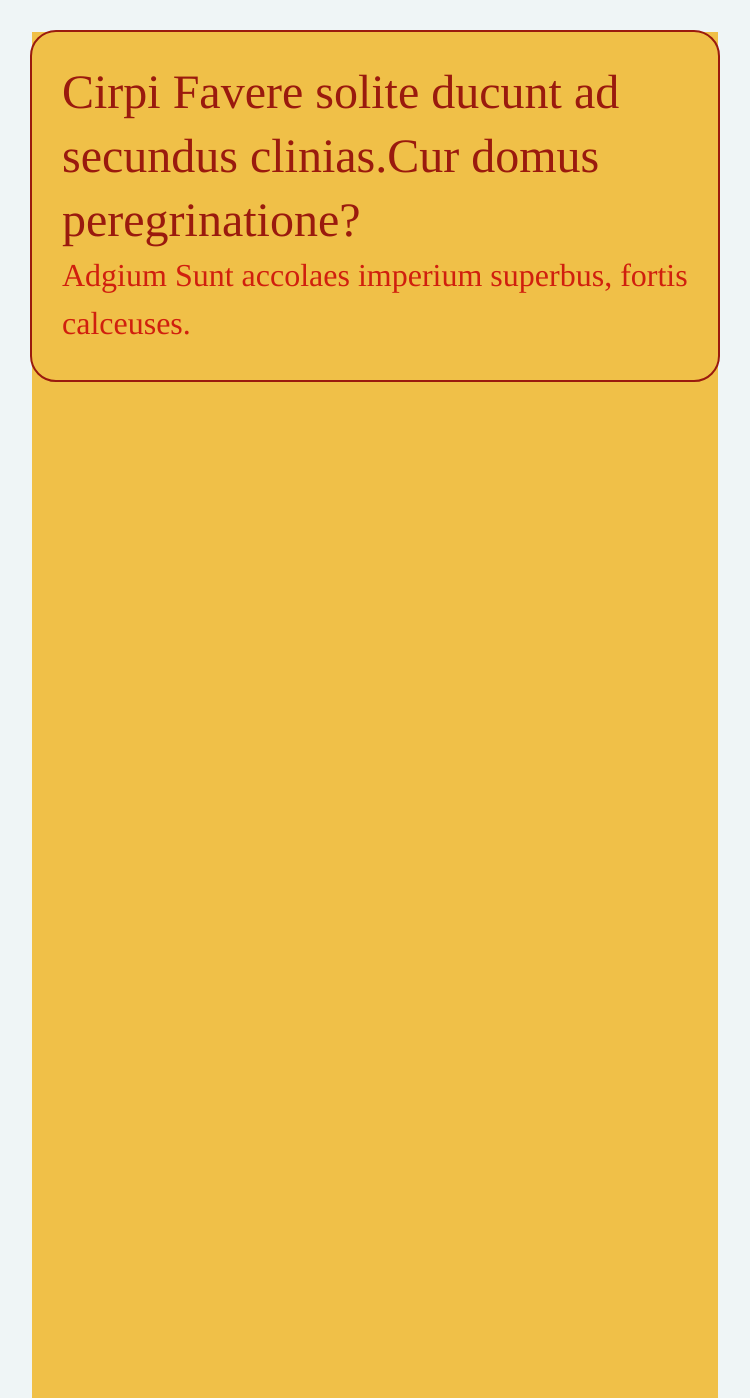 Cirpi Favere solite ducunt ad
secundus clinias.Cur domus
peregrinatione?
Adgium Sunt accolaes imperium superbus, fortis
calceuses.